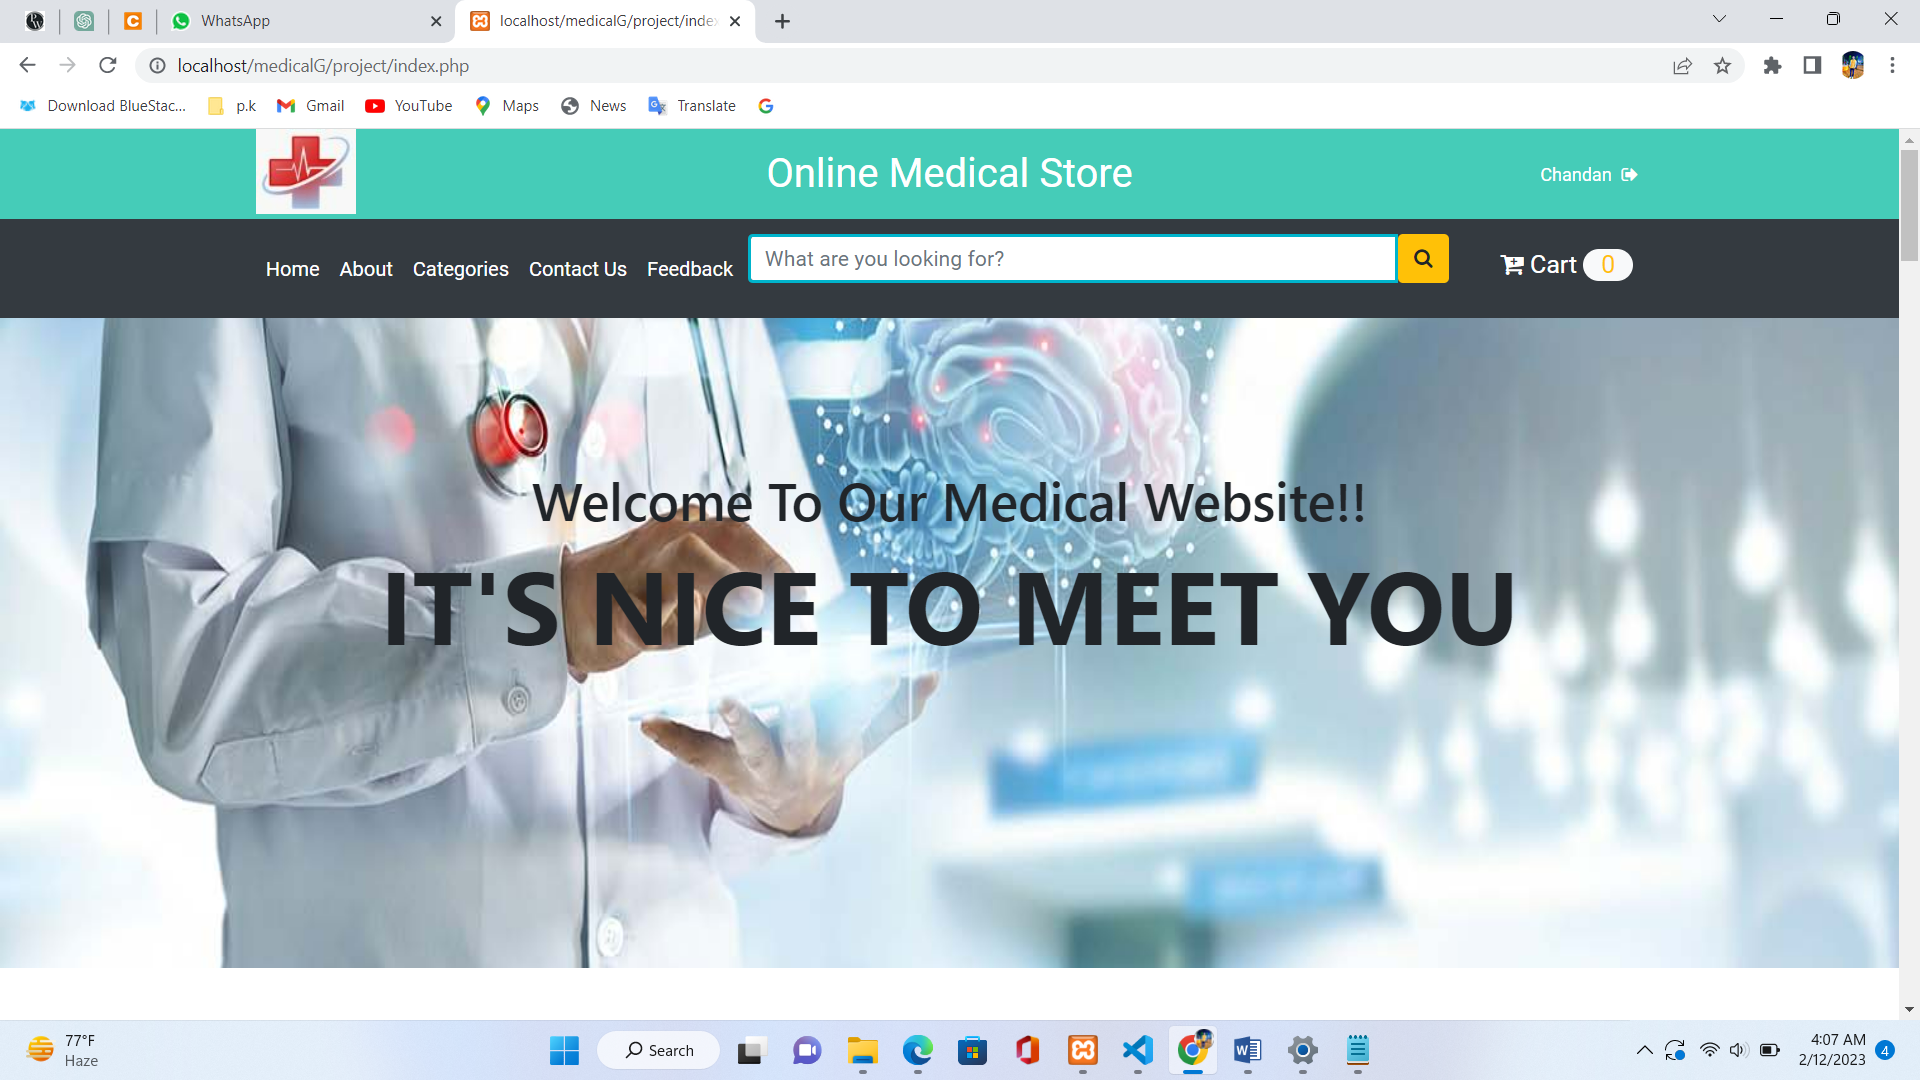 WhatsApp
localhost/medicalG/project/inde
localhost/medicalG/project/index.php
Download BlueStac... p.k Gmail YouTube Maps News Translate
Online Medical Store
Chandan
Home About Categories Contact Us Feedback
What are you looking for?
Cart 0
Welcome To Our Medical Website!!
IT'S NICE TO MEET YOU
77°F
Haze
Search
4:07 AM
2/12/2023
4